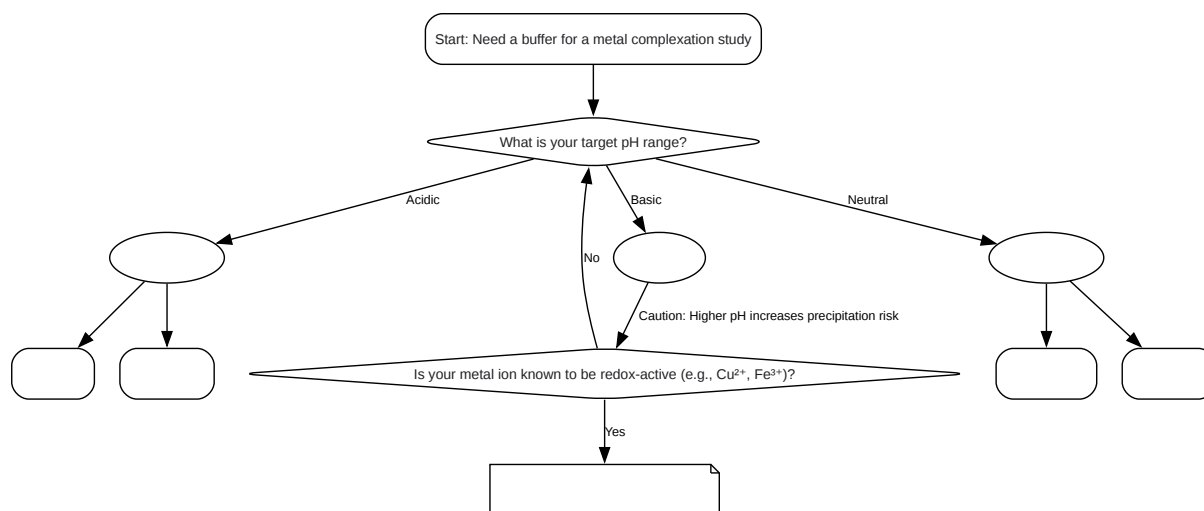 Start: Need a buffer for a metal complexation study
What is your target pH range?
Acidic
Basic
Neutral
No
Caution: Higher pH increases precipitation risk
Is your metal ion known to be redox-active (e.g., Cu²⁺, Fe³⁺)?
Yes